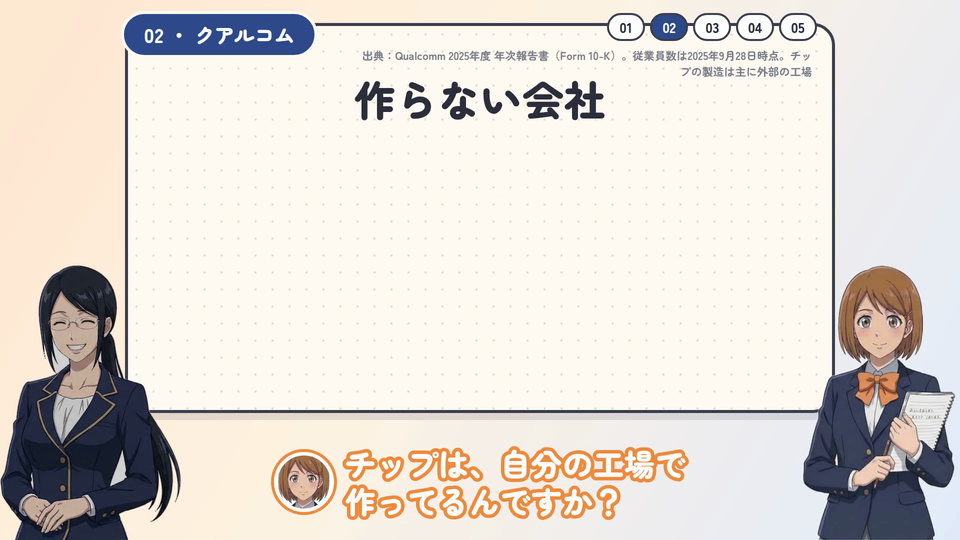 02 ・ クアルコム
01 02 03 04 05
出典：Qualcomm 2025年度 年次報告書（Form 10-K）。従業員数は2025年9月28日時点。チッ
プの製造は主に外部の工場
作らない会社
チップは、自分の工場で
作ってるんですか？